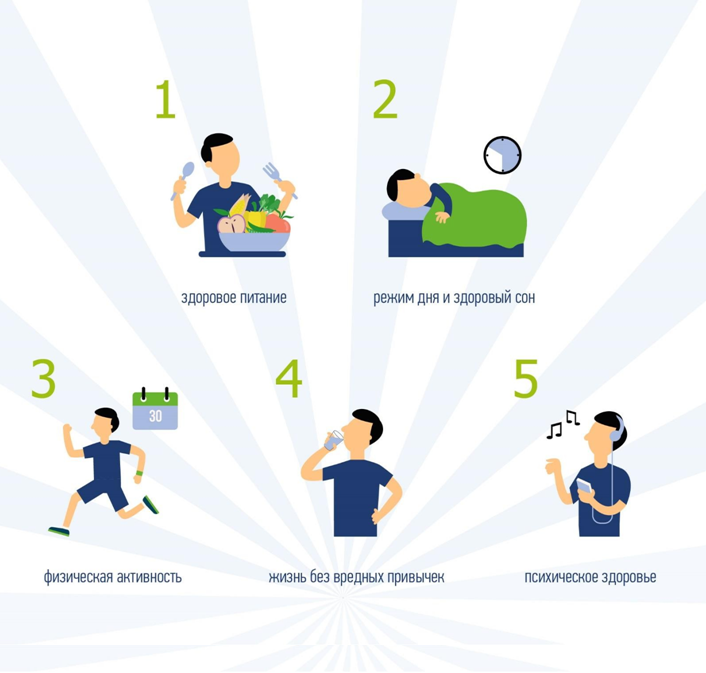 1
2
здоровое питание
режим дня и здоровый сон
3
30
4
5
физическая активность
жизнь без вредных привычек
психическое здоровье